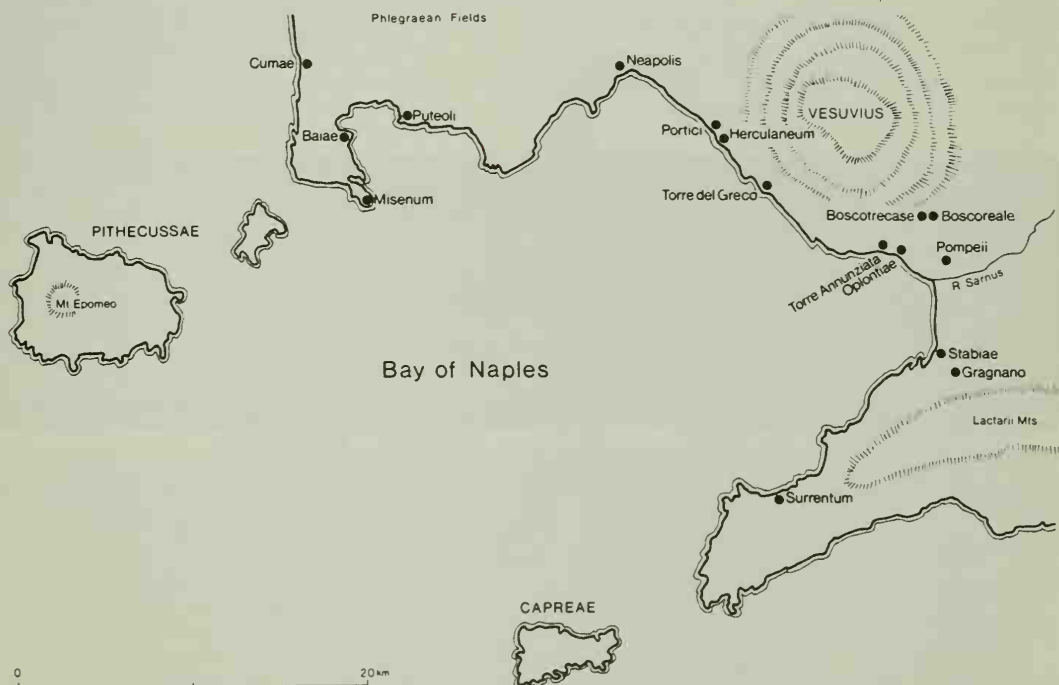 Phlegraean Fields
Cumae
Neapolis
Puteoli
VESUVIUS
Portici
Herculaneum
Baiae
Torre del Greco
Misenum
Boscotrecase
Boscoreale
PITHECUSSAE
Pompeii
Torre Annunziata
Oplontiae
R Sarnus
Mt Epomeo
Stabiae
Bay of Naples
Gragnano
Lactarii Mts
Surrentum
CAPREAE
0
20 km